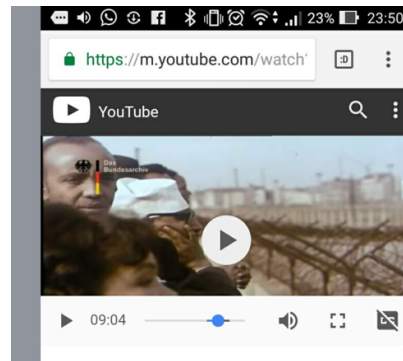 23% 23:50
https://m.youtube.com/watch
:D
YouTube
Das
Bundesarchiv
09:04